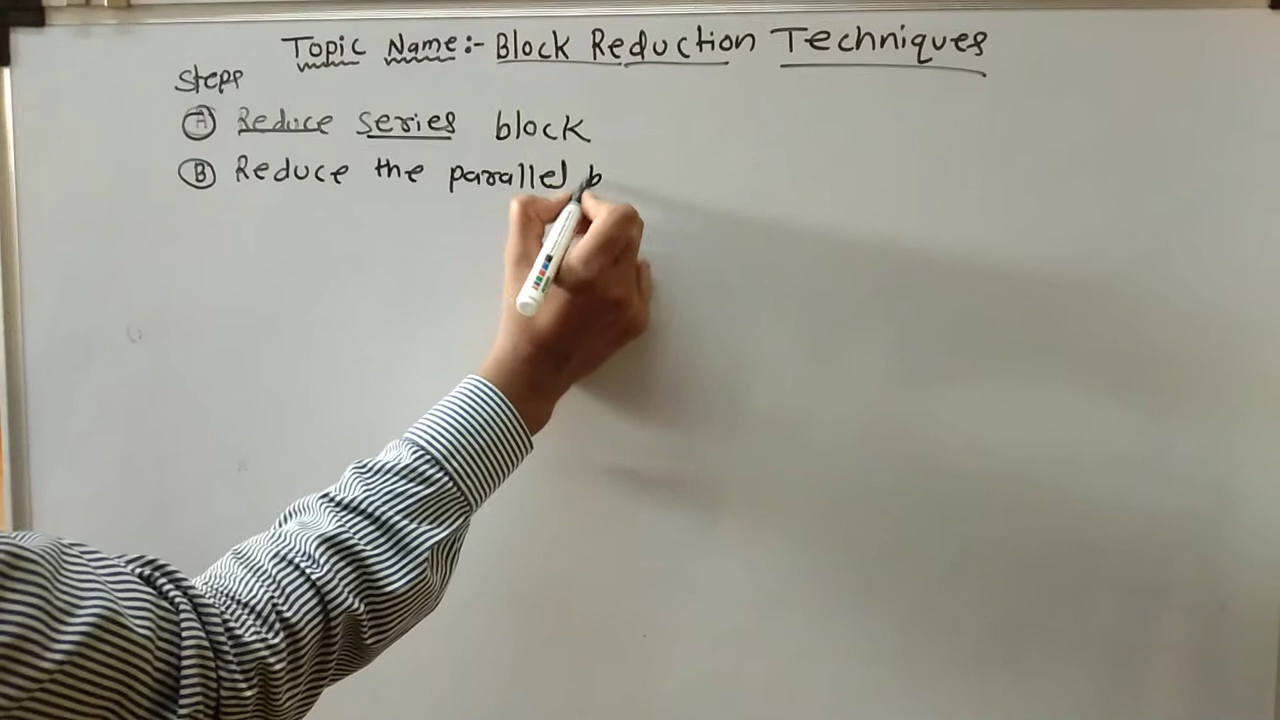 Topic Name:- Block Reduction Techniques
Steps
A Reduce series block
B Reduce the parallel b